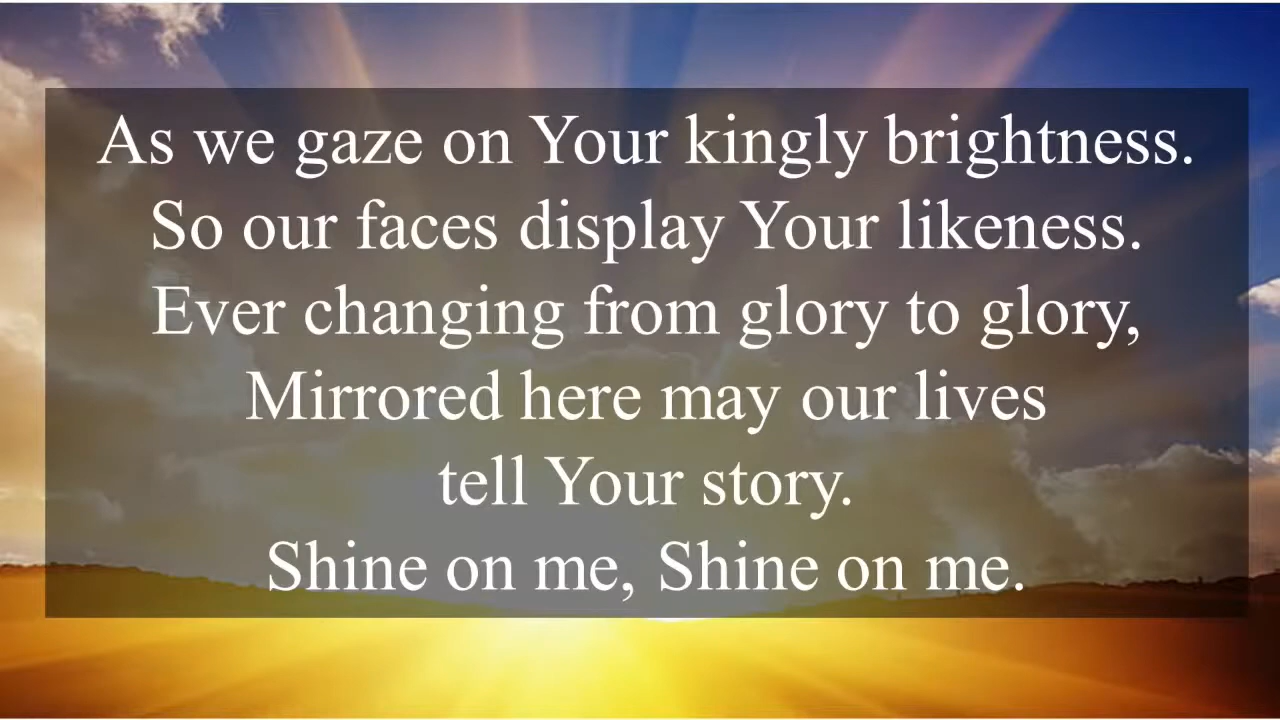 As we gaze on Your kingly brightness.
So our faces display Your likeness.
Ever changing from glory to glory,
Mirrored here may our lives
tell Your story.
Shine on me, Shine on me.